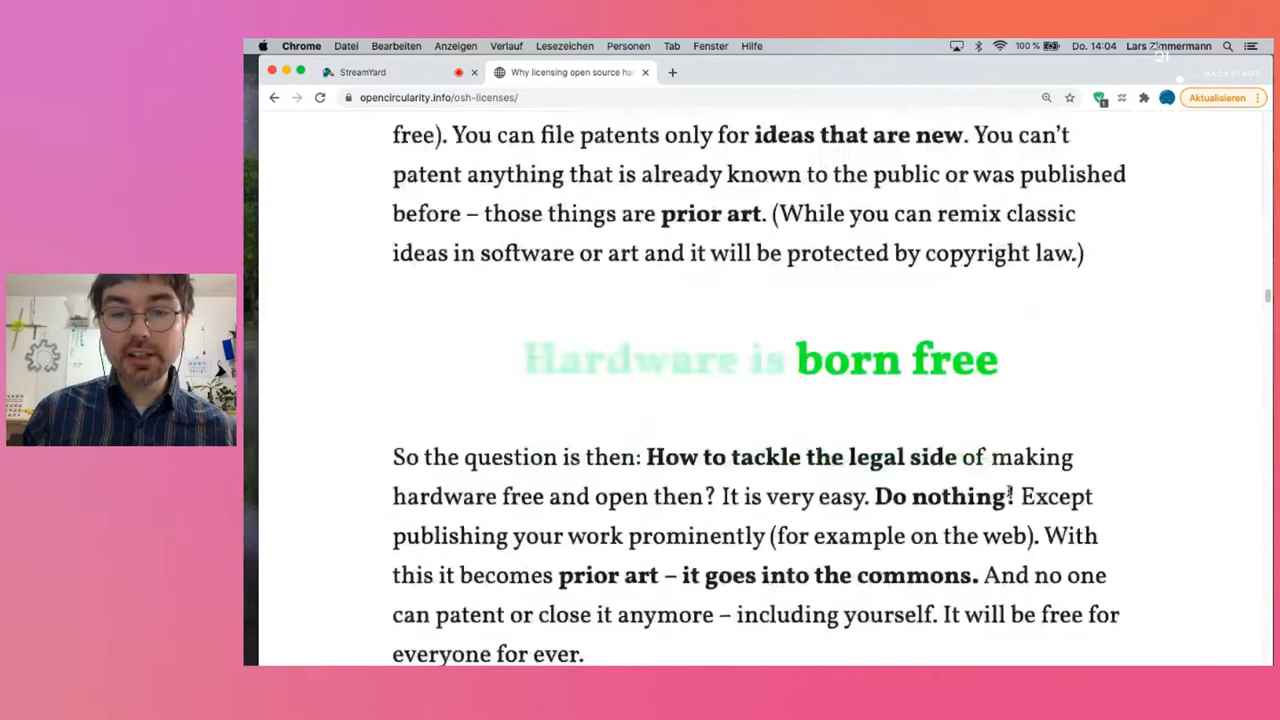 Chrome Datei Bearbeiten Anzeigen Verlauf Lesezeichen Personen Tab Fenster Hilfe 100 % Do. 14:04 Lars Zimmermann
21
BACKSTAGE
StreamYard Why licensing open source har
opencircularity.info/osh-licenses/ Aktualisieren
free). You can file patents only for ideas that are new. You can't
patent anything that is already known to the public or was published
before – those things are prior art. (While you can remix classic
ideas in software or art and it will be protected by copyright law.)
Hardware is born free
So the question is then: How to tackle the legal side of making
hardware free and open then? It is very easy. Do nothing! Except
publishing your work prominently (for example on the web). With
this it becomes prior art – it goes into the commons. And no one
can patent or close it anymore – including yourself. It will be free for
everyone for ever.